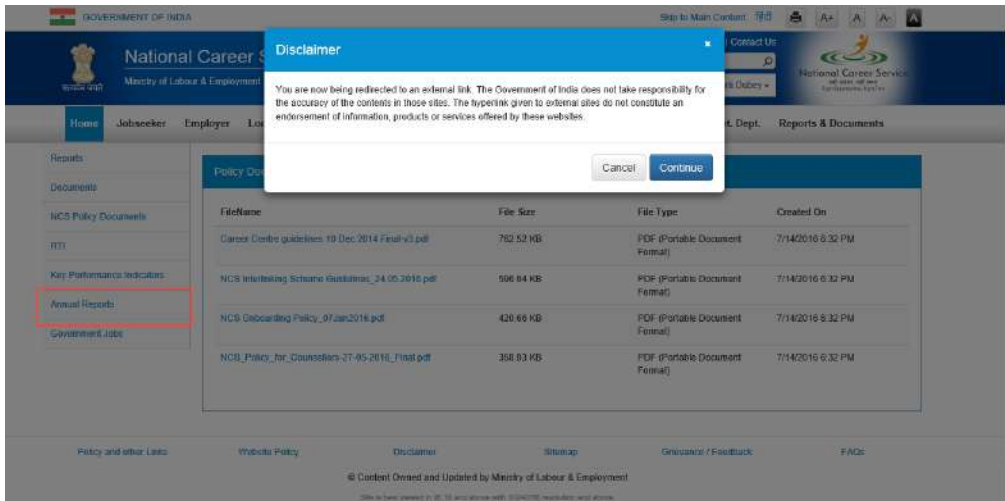 GOVERNMENT OF INDIA
Skip to Main Content हिंदी A+ A A- A
Contact Us
National Career S
Ministry of Labour & Employment
Dubey
National Career Service
Home Jobseeker Employer t. Dept. Reports & Documents
Disclaimer ×
You are now being redirected to an external link. The Government of India does not take responsibility for
the accuracy of the contents in those sites. The hyperlink given to external sites do not constitute an
endorsement of information, products or services offered by these websites.
Cancel Continue
Reports
Documents
NCS Policy Documents
RTI
Key Performance Indicators
Annual Reports
Government Jobs
Policy Do
FileName File Size File Type Created On
Career Centre guidelines 10 Dec 2014 Final-v3.pdf 762.52 KB PDF (Portable Document
Format) 7/14/2016 6:32 PM
NCS Interlinking Scheme Guidelines_24.05.2016.pdf 506.84 KB PDF (Portable Document
Format) 7/14/2016 6:32 PM
NCS Onboarding Policy_07Jan2016.pdf 420.66 KB PDF (Portable Document
Format) 7/14/2016 6:32 PM
NCS_Policy_for_Counsellors-27-05-2016_Final.pdf 358.93 KB PDF (Portable Document
Format) 7/14/2016 6:32 PM
Policy and other Links Website Policy Disclaimer Sitemap Grievance / Feedback FAQs
© Content Owned and Updated by Ministry of Labour & Employment